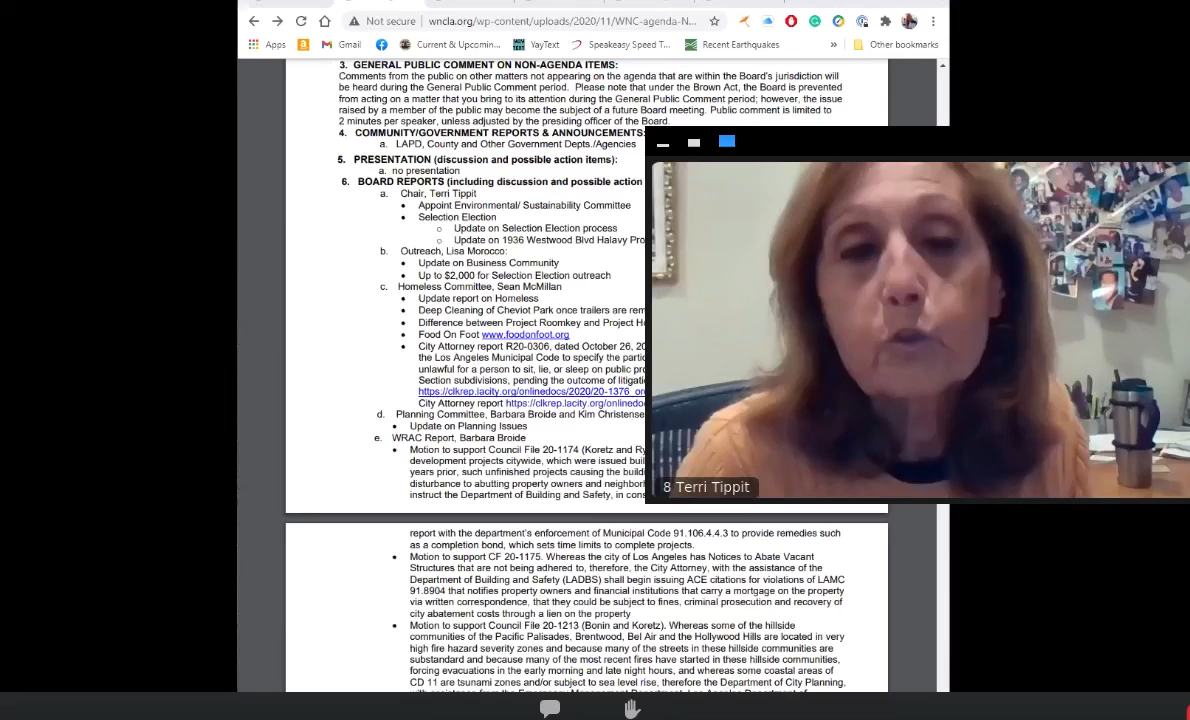 Not secure | wncla.org/wp-content/uploads/2020/11/WNC-agenda-N...
Apps Gmail Current & Upcomin... YayText Speakeasy Speed T... Recent Earthquakes » Other bookmarks
3. GENERAL PUBLIC COMMENT ON NON-AGENDA ITEMS:
Comments from the public on other matters not appearing on the agenda that are within the Board's jurisdiction will
be heard during the General Public Comment period. Please note that under the Brown Act, the Board is prevented
from acting on a matter that you bring to its attention during the General Public Comment period; however, the issue
raised by a member of the public may become the subject of a future Board meeting. Public comment is limited to
2 minutes per speaker, unless adjusted by the presiding officer of the Board.
4. COMMUNITY/GOVERNMENT REPORTS & ANNOUNCEMENTS:
a. LAPD, County and Other Government Depts./Agencies
5. PRESENTATION (discussion and possible action items):
a. no presentation
6. BOARD REPORTS (including discussion and possible action
a. Chair, Terri Tippit
• Appoint Environmental/ Sustainability Committee
• Selection Election
o Update on Selection Election process
o Update on 1936 Westwood Blvd Halavy Pro
b. Outreach, Lisa Morocco:
• Update on Business Community
• Up to $2,000 for Selection Election outreach
c. Homeless Committee, Sean McMillan
• Update report on Homeless
• Deep Cleaning of Cheviot Park once trailers are rem
• Difference between Project Roomkey and Project H
• Food On Foot www.foodonfoot.org
• City Attorney report R20-0306, dated October 26, 20
the Los Angeles Municipal Code to specify the parti
unlawful for a person to sit, lie, or sleep on public pro
Section subdivisions, pending the outcome of litigati
https://clkrep.lacity.org/onlinedocs/2020/20-1376_or
City Attorney report https://clkrep.lacity.org/onlinedo
d. Planning Committee, Barbara Broide and Kim Christense
• Update on Planning Issues
e. WRAC Report, Barbara Broide
• Motion to support Council File 20-1174 (Koretz and Ry
development projects citywide, which were issued buil
years prior, such unfinished projects causing the buildi
disturbance to abutting property owners and neighbor
instruct the Department of Building and Safety, in cons
8 Terri Tippit
report with the department's enforcement of Municipal Code 91.106.4.4.3 to provide remedies such
as a completion bond, which sets time limits to complete projects.
• Motion to support CF 20-1175. Whereas the city of Los Angeles has Notices to Abate Vacant
Structures that are not being adhered to, therefore, the City Attorney, with the assistance of the
Department of Building and Safety (LADBS) shall begin issuing ACE citations for violations of LAMC
91.8904 that notifies property owners and financial institutions that carry a mortgage on the property
via written correspondence, that they could be subject to fines, criminal prosecution and recovery of
city abatement costs through a lien on the property
• Motion to support Council File 20-1213 (Bonin and Koretz). Whereas some of the hillside
communities of the Pacific Palisades, Brentwood, Bel Air and the Hollywood Hills are located in very
high fire hazard severity zones and because many of the streets in these hillside communities are
substandard and because many of the most recent fires have started in these hillside communities,
forcing evacuations in the early morning and late night hours, and whereas some coastal areas of
CD 11 are tsunami zones and/or subject to sea level rise, therefore the Department of City Planning,